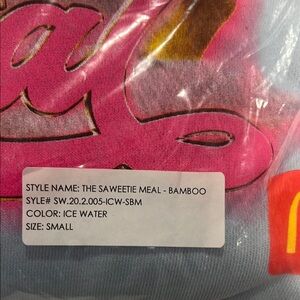 STYLE NAME: THE SAWEETIE MEAL - BAMBOO
SYLE# SW.20.2.005-ICW-SBM
COLOR: ICE WATER
SIZE: SMALL